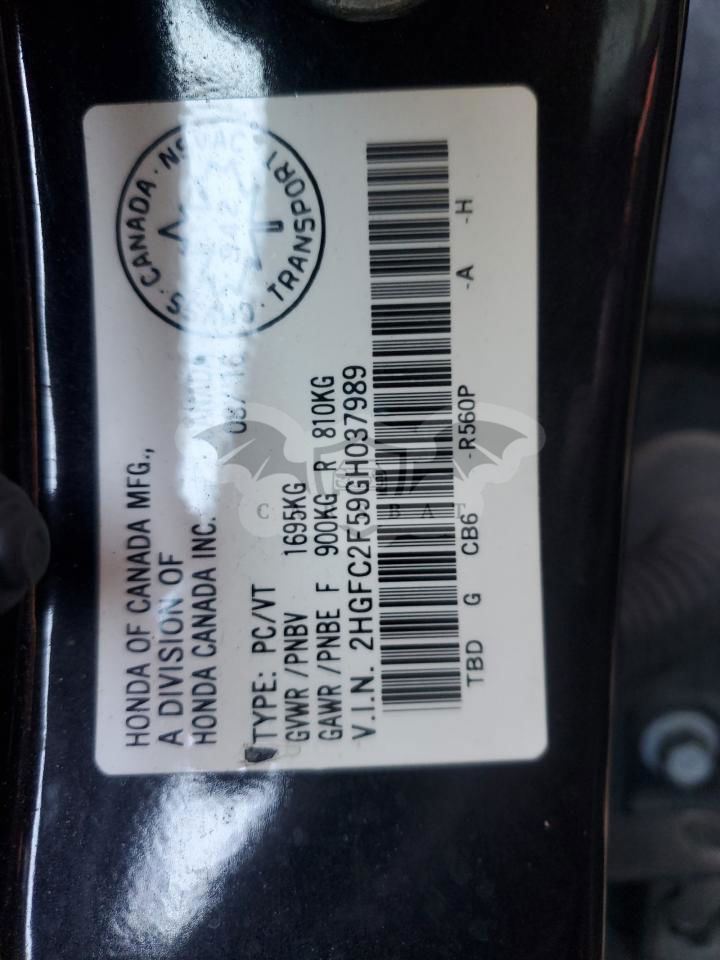 HONDA OF CANADA MFG.,
A DIVISION OF
HONDA CANADA INC.
TYPE: PC/VT
GVWR /PNBV 1695KG
GAWR /PNBE F 900KG R 810KG
V.I.N. 2HGFC2F59GH037989
TBD G CB6 -R560P -A -H
CANADA
TRANSPORT